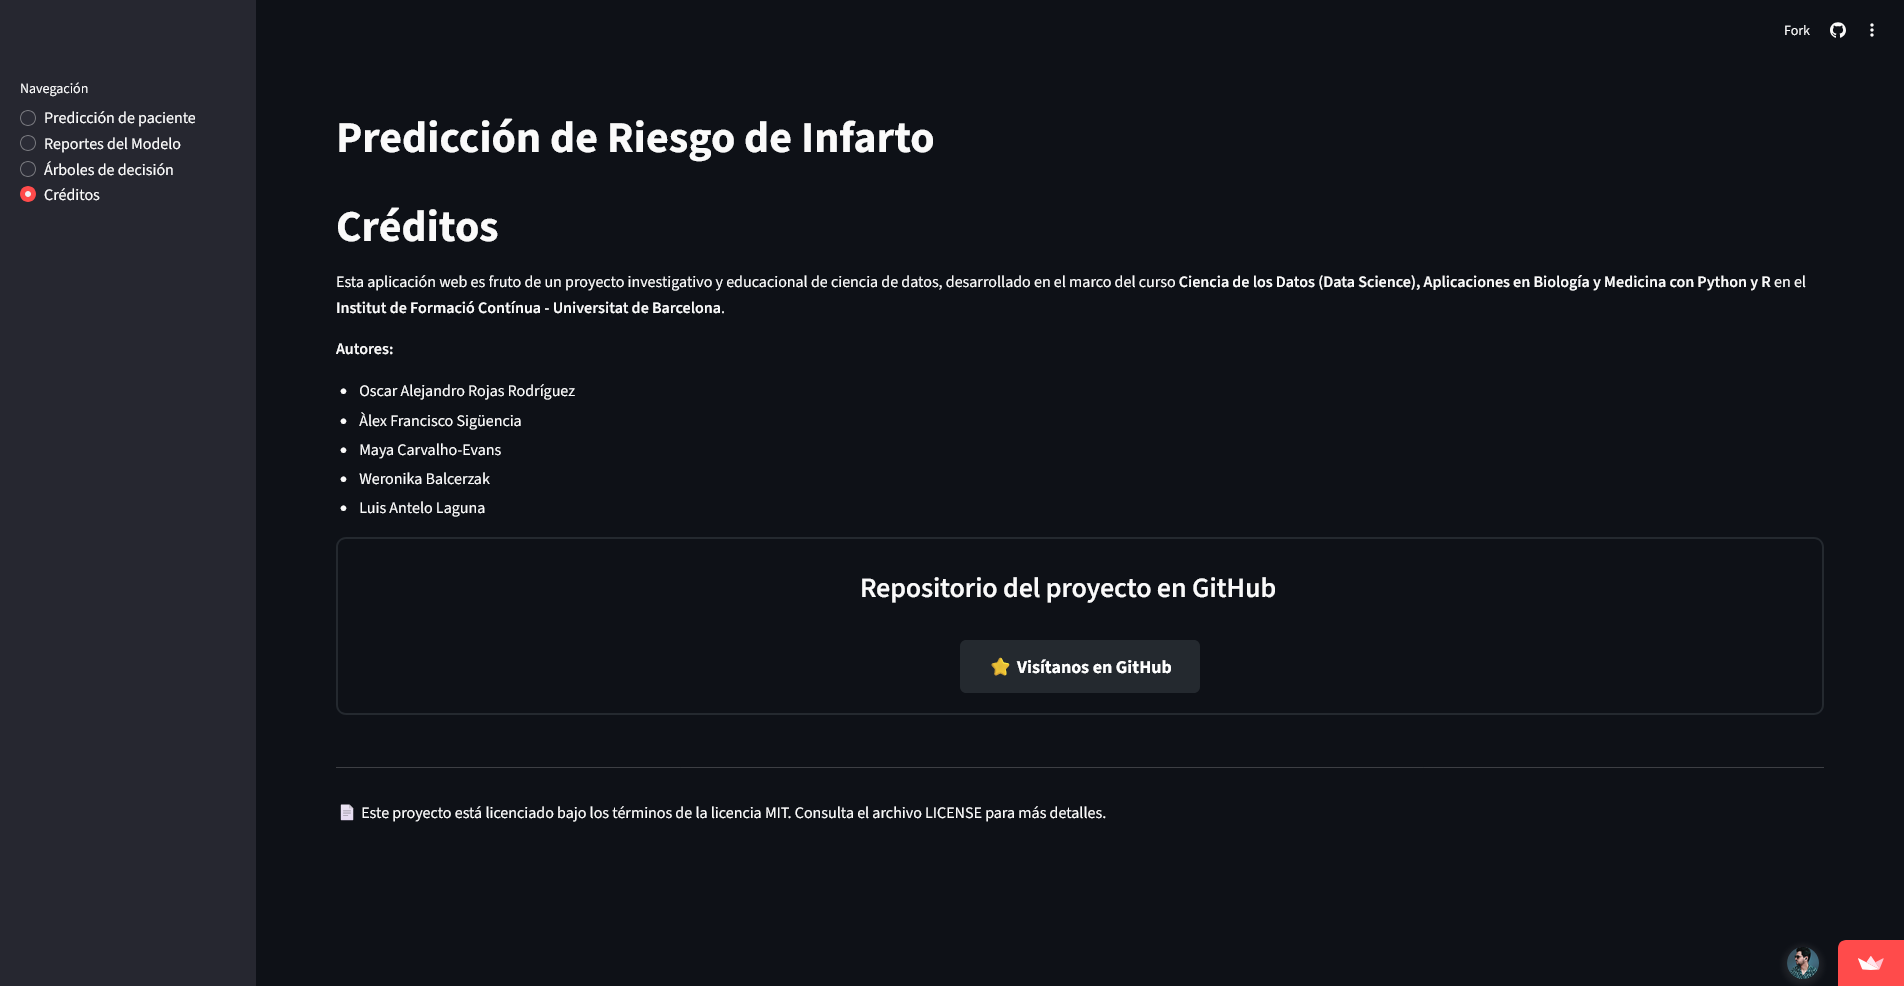 Fork
Navegación
Predicción de paciente
Reportes del Modelo
Árboles de decisión
Créditos
Predicción de Riesgo de Infarto
Créditos
Esta aplicación web es fruto de un proyecto investigativo y educacional de ciencia de datos, desarrollado en el marco del curso Ciencia de los Datos (Data Science), Aplicaciones en Biología y Medicina con Python y R en el
Institut de Formació Contínua - Universitat de Barcelona.
Autores:
• Oscar Alejandro Rojas Rodríguez
• Àlex Francisco Sigüencia
• Maya Carvalho-Evans
• Weronika Balcerzak
• Luis Antelo Laguna
Repositorio del proyecto en GitHub
⭐ Visítanos en GitHub
📄 Este proyecto está licenciado bajo los términos de la licencia MIT. Consulta el archivo LICENSE para más detalles.